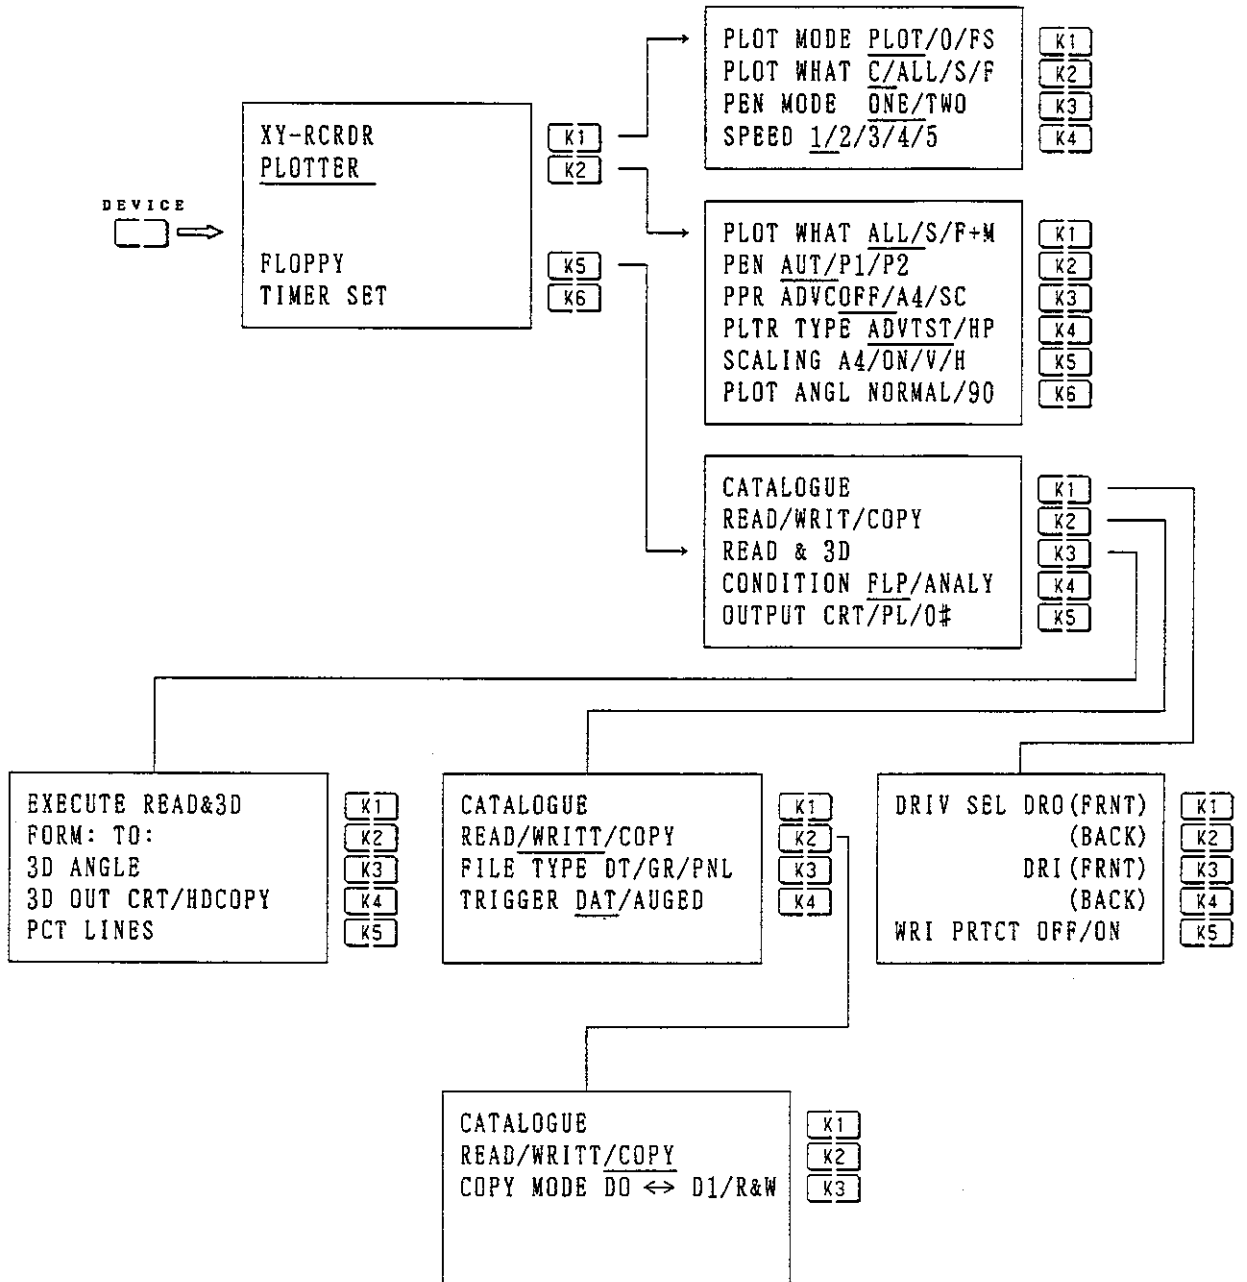 PLOT MODE PLOT/O/FS K1
PLOT WHAT C/ALL/S/F K2
PEN MODE ONE/TWO K3
SPEED 1/2/3/4/5 K4
XY-RCRDR K1
PLOTTER K2
DEVICE
FLOPPY K5
TIMER SET K6
PLOT WHAT ALL/S/F+M K1
PEN AUT/P1/P2 K2
PPR ADVCOFF/A4/SC K3
PLTR TYPE ADVTST/HP K4
SCALING A4/ON/V/H K5
PLOT ANGL NORMAL/90 K6
CATALOGUE K1
READ/WRIT/COPY K2
READ & 3D K3
CONDITION FLP/ANALY K4
OUTPUT CRT/PL/O# K5
EXECUTE READ&3D K1
FORM: TO: K2
3D ANGLE K3
3D OUT CRT/HDCOPY K4
PCT LINES K5
CATALOGUE K1
READ/WRITT/COPY K2
FILE TYPE DT/GR/PNL K3
TRIGGER DAT/AUGED K4
DRIV SEL DRO(FRNT) K1
(BACK) K2
DRI(FRNT) K3
(BACK) K4
WRI PRTCT OFF/ON K5
CATALOGUE K1
READ/WRITT/COPY K2
COPY MODE DO ↔ D1/R&W K3